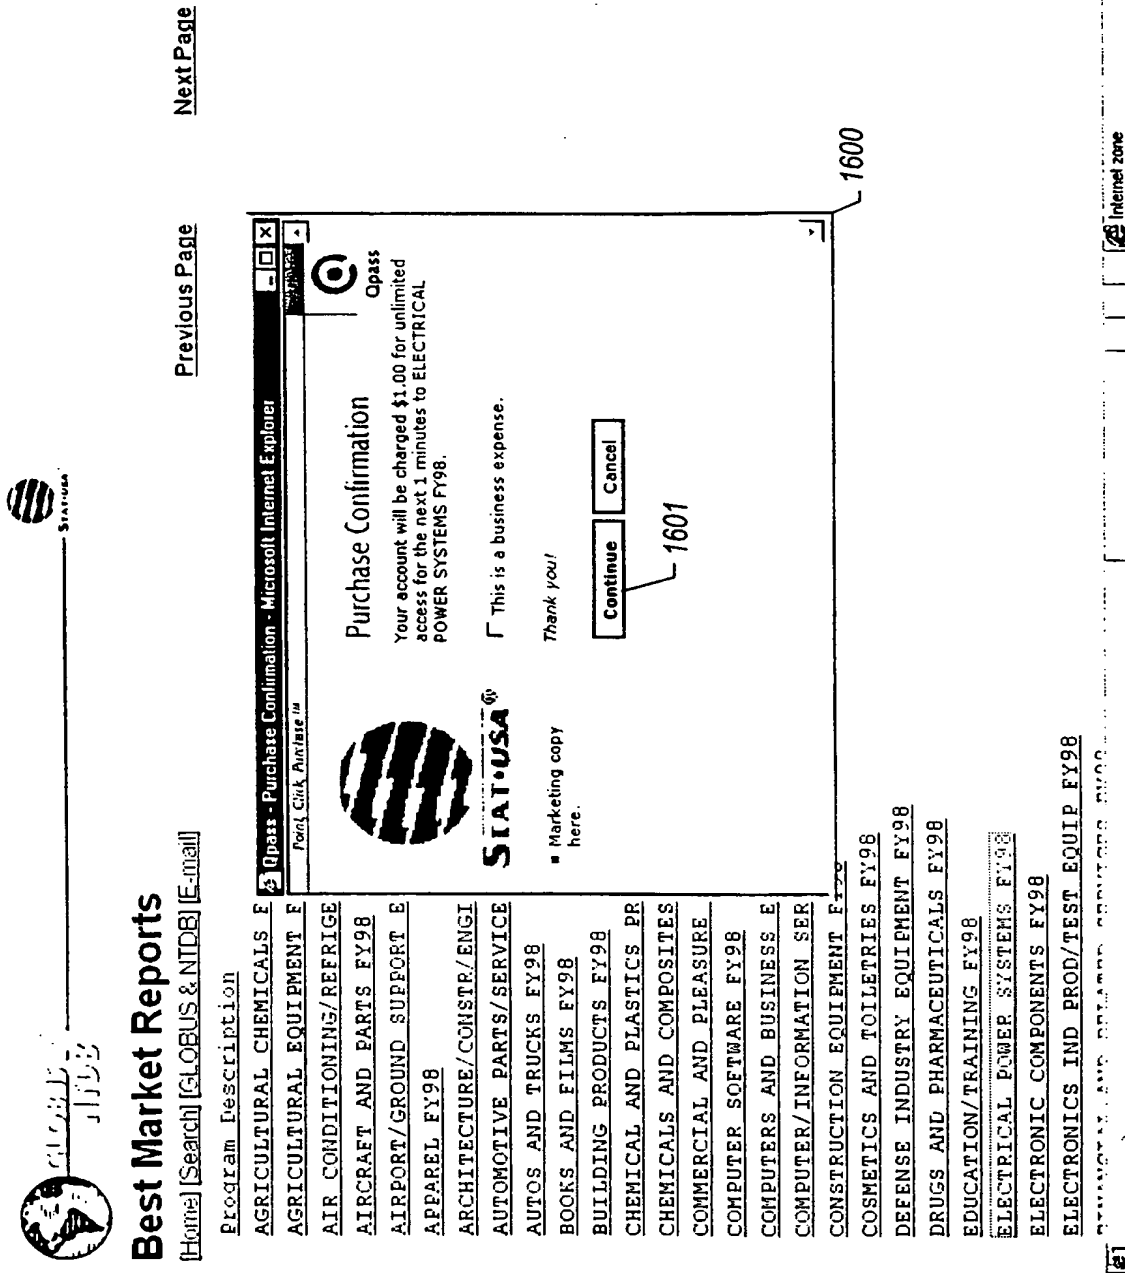 STAT-USA
Best Market Reports
[Home] [Search] [GLOBUS & NTDB] [E-mail]
Previous Page
Next Page
Program Description
AGRICULTURAL CHEMICALS F
AGRICULTURAL EQUIPMENT F
AIR CONDITIONING/REFRIGE
AIRCRAFT AND PARTS FY98
AIRPORT/GROUND SUPPORT E
APPAREL FY98
ARCHITECTURE/CONSTR/ENGI
AUTOMOTIVE PARTS/SERVICE
AUTOS AND TRUCKS FY98
BOOKS AND FILMS FY98
BUILDING PRODUCTS FY98
CHEMICAL AND PLASTICS PR
CHEMICALS AND COMPOSITES
COMMERCIAL AND PLEASURE
COMPUTER SOFTWARE FY98
COMPUTERS AND BUSINESS E
COMPUTER/INFORMATION SER
CONSTRUCTION EQUIPMENT FY98
COSMETICS AND TOILETRIES FY98
DEFENSE INDUSTRY EQUIPMENT FY98
DRUGS AND PHARMACEUTICALS FY98
EDUCATION/TRAINING FY98
ELECTRICAL POWER SYSTEMS FY98
ELECTRONIC COMPONENTS FY98
ELECTRONICS IND PROD/TEST EQUIP FY98
Qpass - Purchase Confirmation - Microsoft Internet Explorer
Point, Click, Purchase ™
Qpass
STAT•USA®
▪ Marketing copy
here.
Purchase Confirmation
Your account will be charged $1.00 for unlimited
access for the next 1 minutes to ELECTRICAL
POWER SYSTEMS FY98.
This is a business expense.
Thank you!
Continue
Cancel
1601
1600
Internet zone